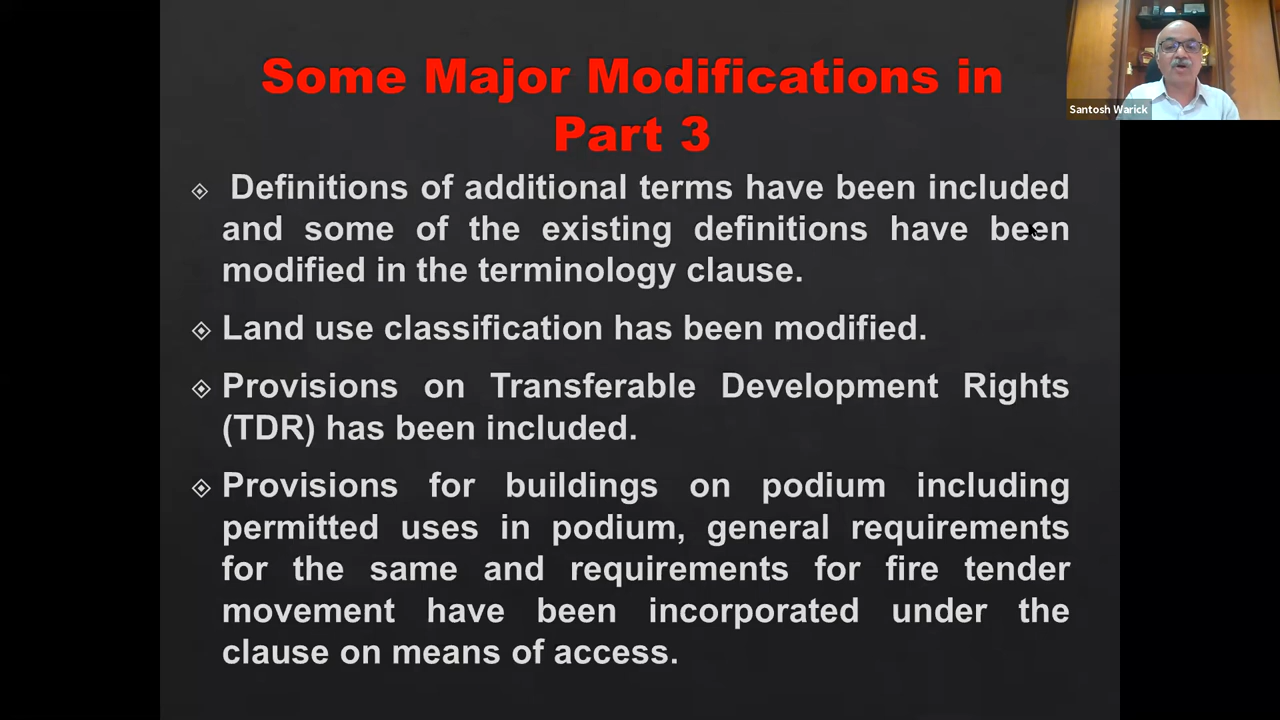 Some Major Modifications in
Part 3
Santosh Warick
Definitions of additional terms have been included
and some of the existing definitions have been
modified in the terminology clause.
Land use classification has been modified.
Provisions on Transferable Development Rights
(TDR) has been included.
Provisions for buildings on podium including
permitted uses in podium, general requirements
for the same and requirements for fire tender
movement have been incorporated under the
clause on means of access.